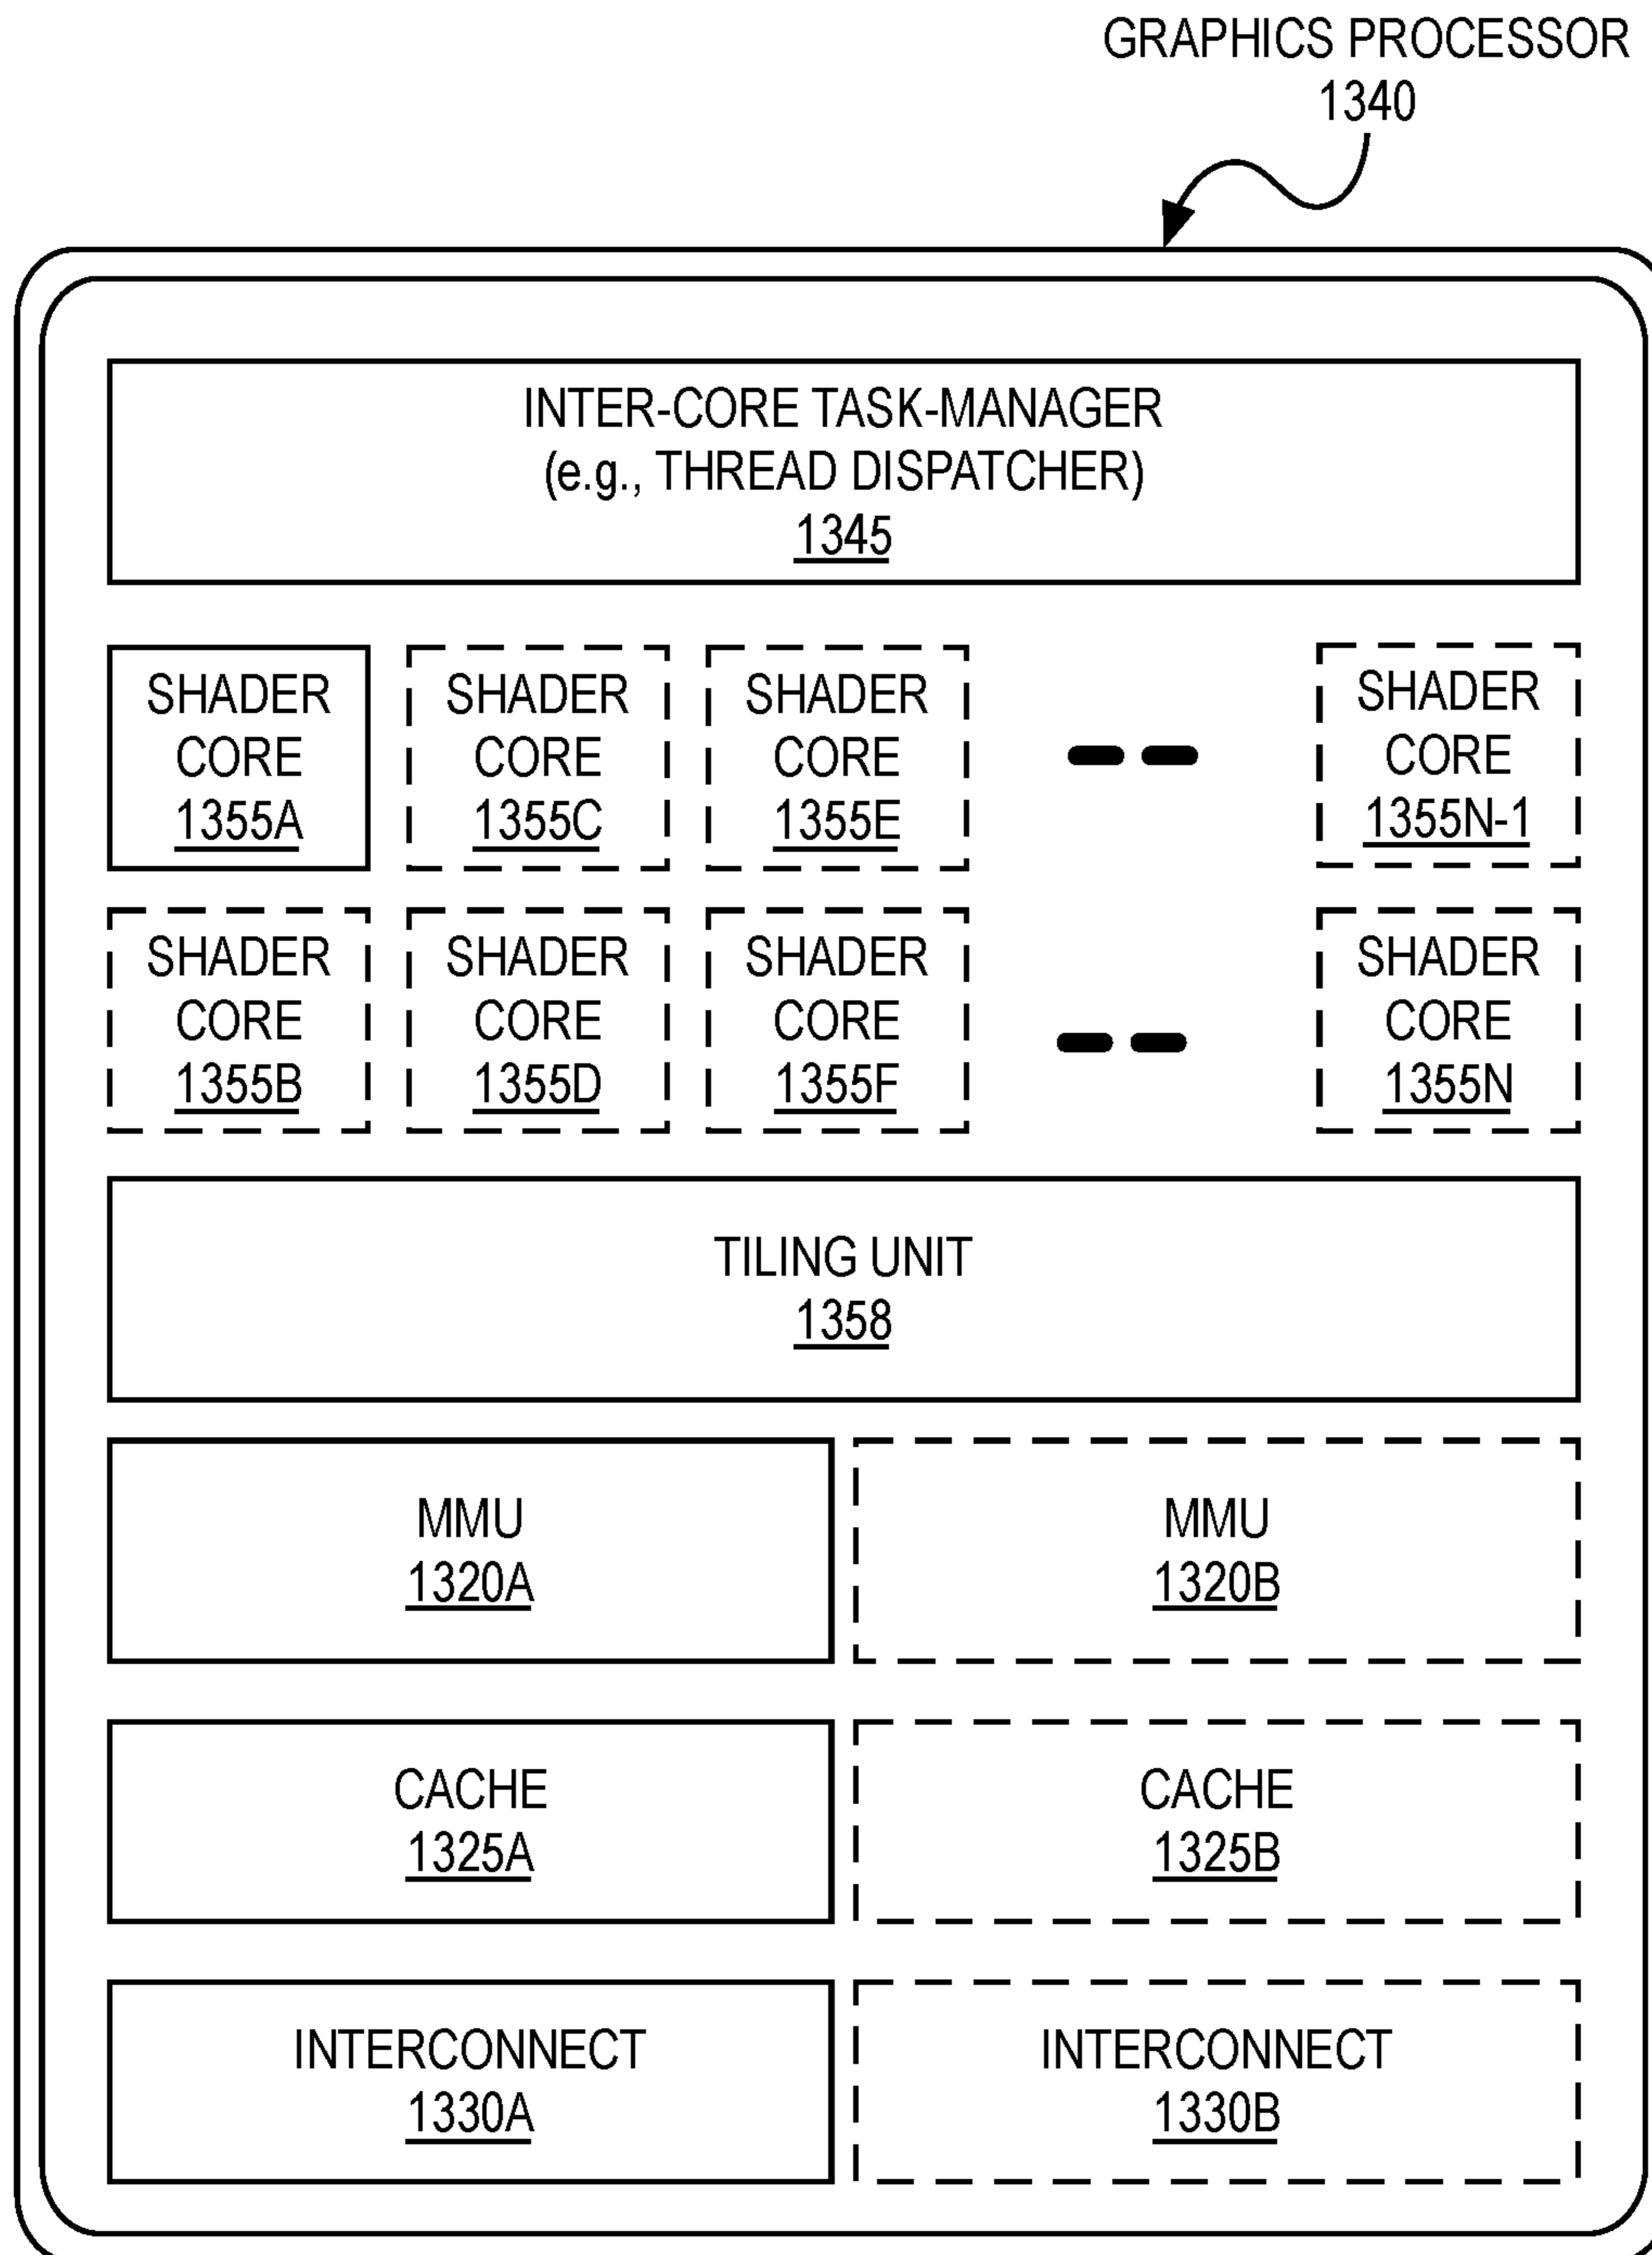 GRAPHICS PROCESSOR
1340
INTER-CORE TASK-MANAGER
(e.g., THREAD DISPATCHER)
1345
SHADER
CORE
1355A
SHADER
CORE
1355C
SHADER
CORE
1355E
SHADER
CORE
1355N-1
SHADER
CORE
1355B
SHADER
CORE
1355D
SHADER
CORE
1355F
SHADER
CORE
1355N
TILING UNIT
1358
MMU
1320A
MMU
1320B
CACHE
1325A
CACHE
1325B
INTERCONNECT
1330A
INTERCONNECT
1330B